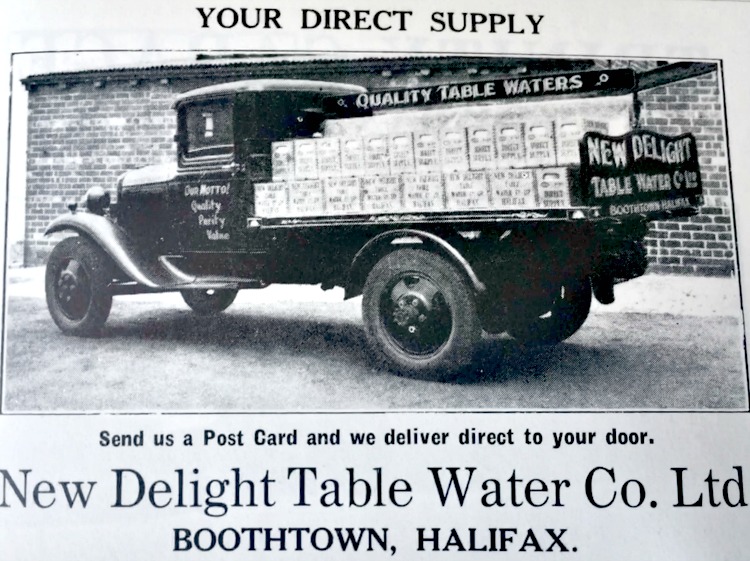 YOUR DIRECT SUPPLY
QUALITY TABLE WATERS
NEW DELIGHT
TABLE WATER Co Ltd
BOOTHTOWN HALIFAX
OUR MOTTO!
Quality
Purity
Value
Send us a Post Card and we deliver direct to your door.
New Delight Table Water Co. Ltd
BOOTHTOWN, HALIFAX.